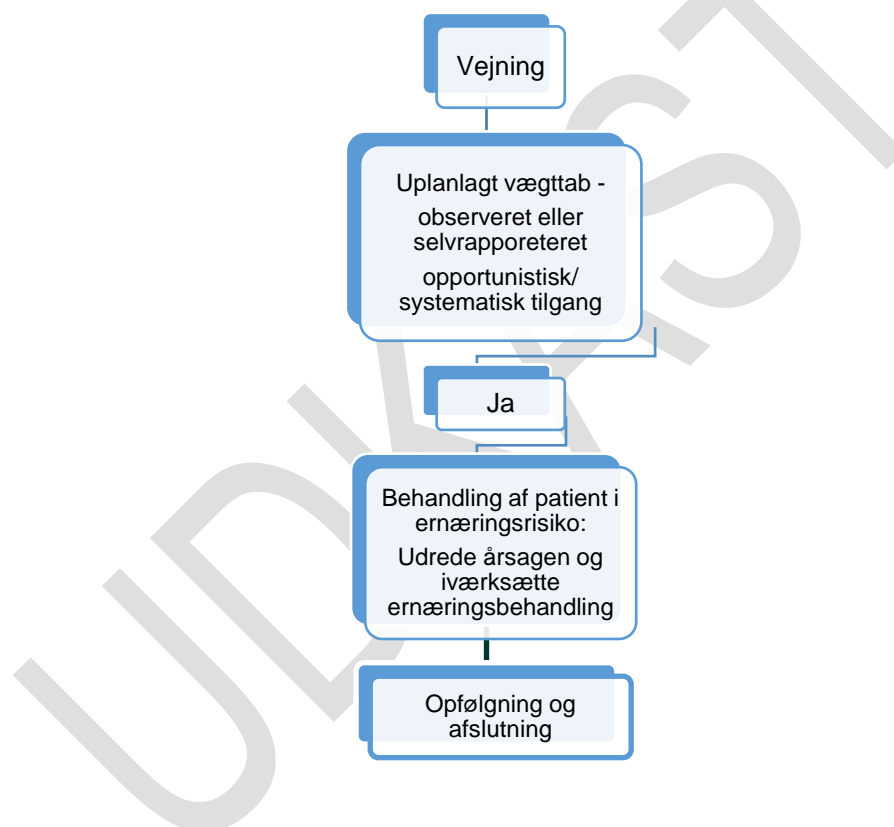 Vejning
Uplanlagt vægttab -
observeret eller
selvrapporeteret
opportunistisk/
systematisk tilgang
Ja
Behandling af patient i
ernæringsrisiko:
Udrede årsagen og
iværksætte
ernæringsbehandling
Opfølgning og
afslutning
UDKAST